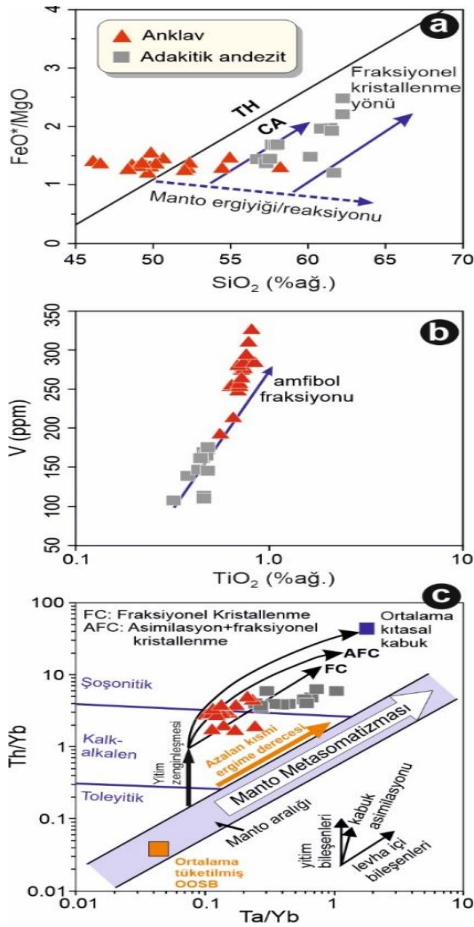 a
Anklav
Adakitik andezit
4
3
2
1
0
FeO*/MgO
TH
CA
Fraksiyonel
kristallenme
yönü
Manto ergiyiği/reaksiyonu
45 50 55 60 65 70
SiO₂ (%ağ.)
b
350
300
250
200
150
100
50
V (ppm)
amfibol
fraksiyonu
0.1 1.0 10
TiO₂ (%ağ.)
c
100
10
1
0.1
0.01
Th/Yb
FC: Fraksiyonel Kristallenme
AFC: Asimilasyon+fraksiyonel
kristallenme
Ortalama
kıtasal
kabuk
AFC
FC
Şoşonitik
Kalk-
alkalen
Toleyitik
Yitim
zenginleşmesi
Azalan kısmi
ergime derecesi
Manto Metasomatizması
Manto aralığı
Ortalama
tüketilmiş
OOSB
yitim
bileşenleri
kabuk
asimilasyonu
levha içi
bileşenleri
0.01 0.1 1 10
Ta/Yb